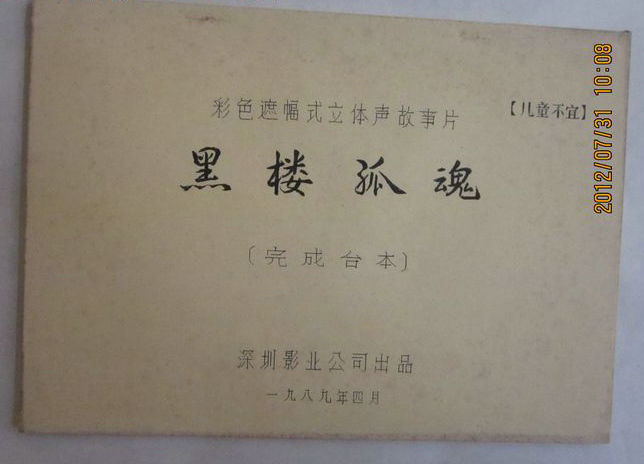 彩色遮幅式立体声故事片
【儿童不宜】
黑楼孤魂
〔完成台本〕
深圳影业公司出品
一九八九年四月
2012/07/31 10:08